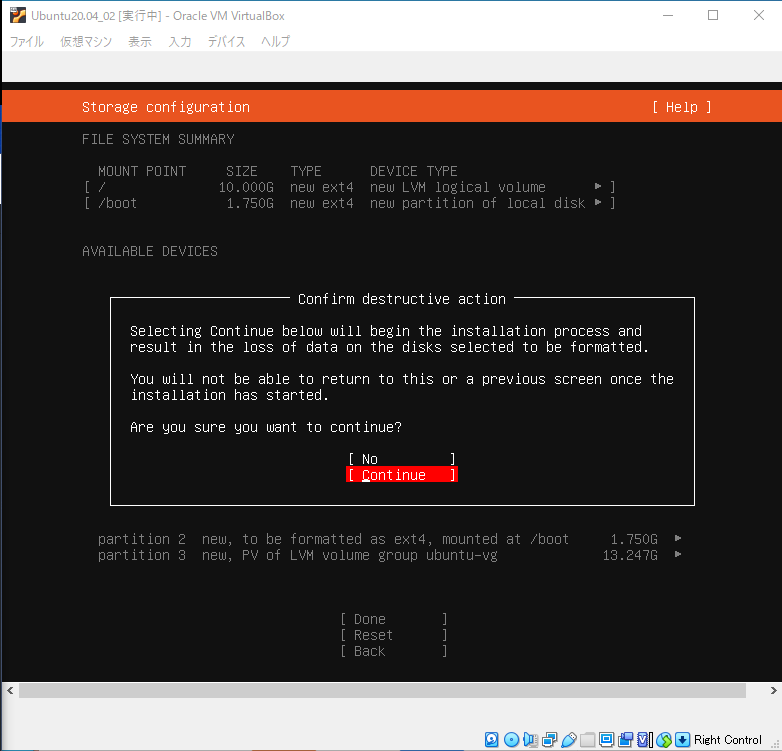 Ubuntu20.04_02 [実行中] - Oracle VM VirtualBox
ファイル 仮想マシン 表示 入力 デバイス ヘルプ
Storage configuration [ Help ]
FILE SYSTEM SUMMARY
MOUNT POINT SIZE TYPE DEVICE TYPE
[ / 10.000G new ext4 new LVM logical volume ▸ ]
[ /boot 1.750G new ext4 new partition of local disk ▸ ]
AVAILABLE DEVICES
Confirm destructive action
Selecting Continue below will begin the installation process and
result in the loss of data on the disks selected to be formatted.
You will not be able to return to this or a previous screen once the
installation has started.
Are you sure you want to continue?
[ No ]
[ Continue ]
partition 2 new, to be formatted as ext4, mounted at /boot 1.750G ▸
partition 3 new, PV of LVM volume group ubuntu-vg 13.247G ▸
[ Done ]
[ Reset ]
[ Back ]
Right Control